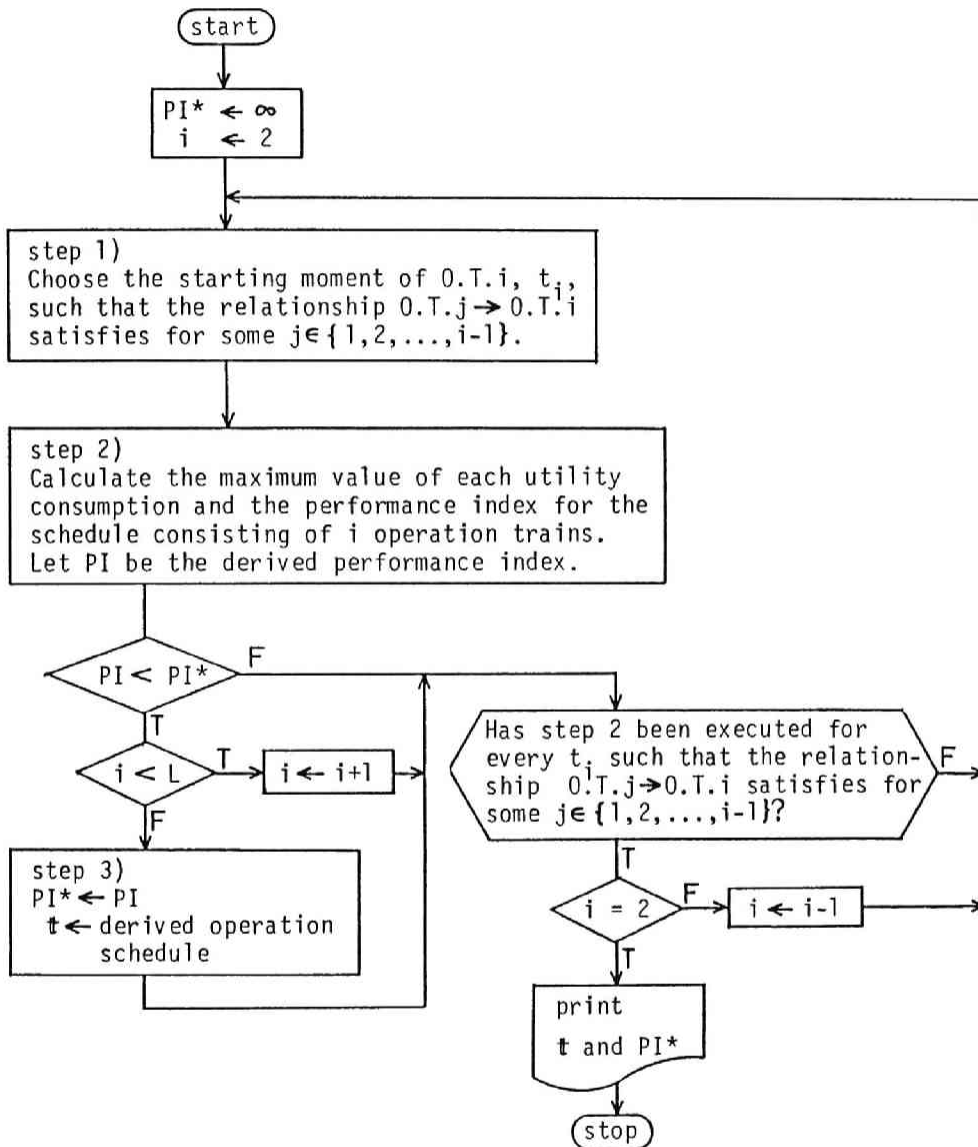 start
PI* ← ∞
i ← 2
step 1)
Choose the starting moment of O.T.i, tᵢ,
such that the relationship O.T.j→ O.T.i
satisfies for some j∈{1,2,...,i-1}.
step 2)
Calculate the maximum value of each utility
consumption and the performance index for the
schedule consisting of i operation trains.
Let PI be the derived performance index.
PI < PI*
F
T
i < L
T
i ← i+1
F
step 3)
PI* ← PI
t ← derived operation
schedule
Has step 2 been executed for
every tᵢ such that the relation-
ship O.T.j→O.T.i satisfies for
some j∈{1,2,...,i-1}?
F
T
i = 2
F
i ← i-1
T
print
t and PI*
stop